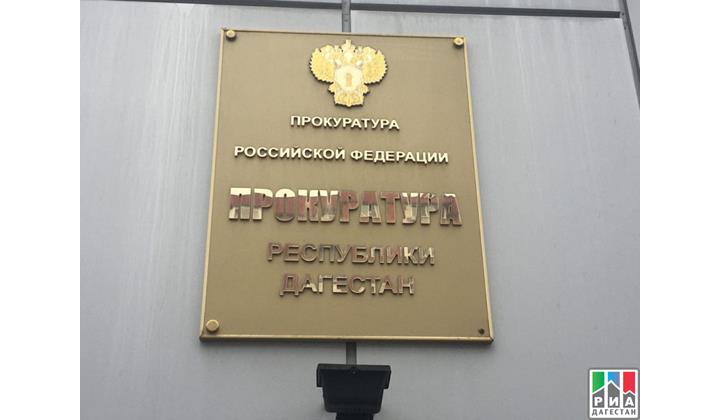 ПРОКУРАТУРА
РОССИЙСКОЙ ФЕДЕРАЦИИ
ПРОКУРАТУРА
РЕСПУБЛИКИ
ДАГЕСТАН
РИА
ДАГЕСТАН